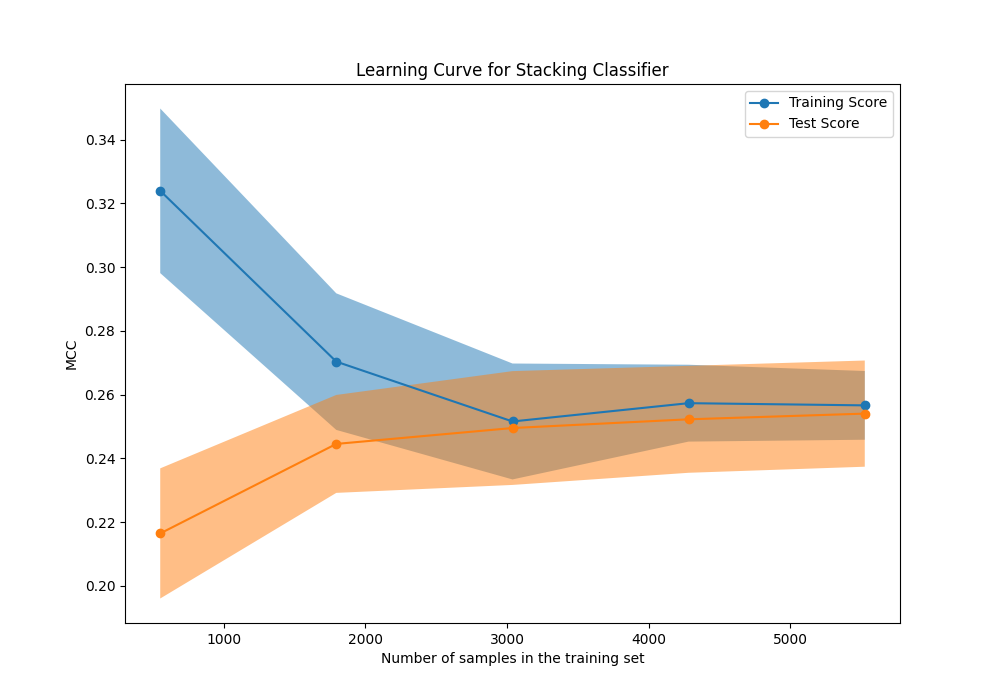 Learning Curve for Stacking Classifier
Training Score
Test Score
MCC
0.34
0.32
0.30
0.28
0.26
0.24
0.22
0.20
1000 2000 3000 4000 5000
Number of samples in the training set